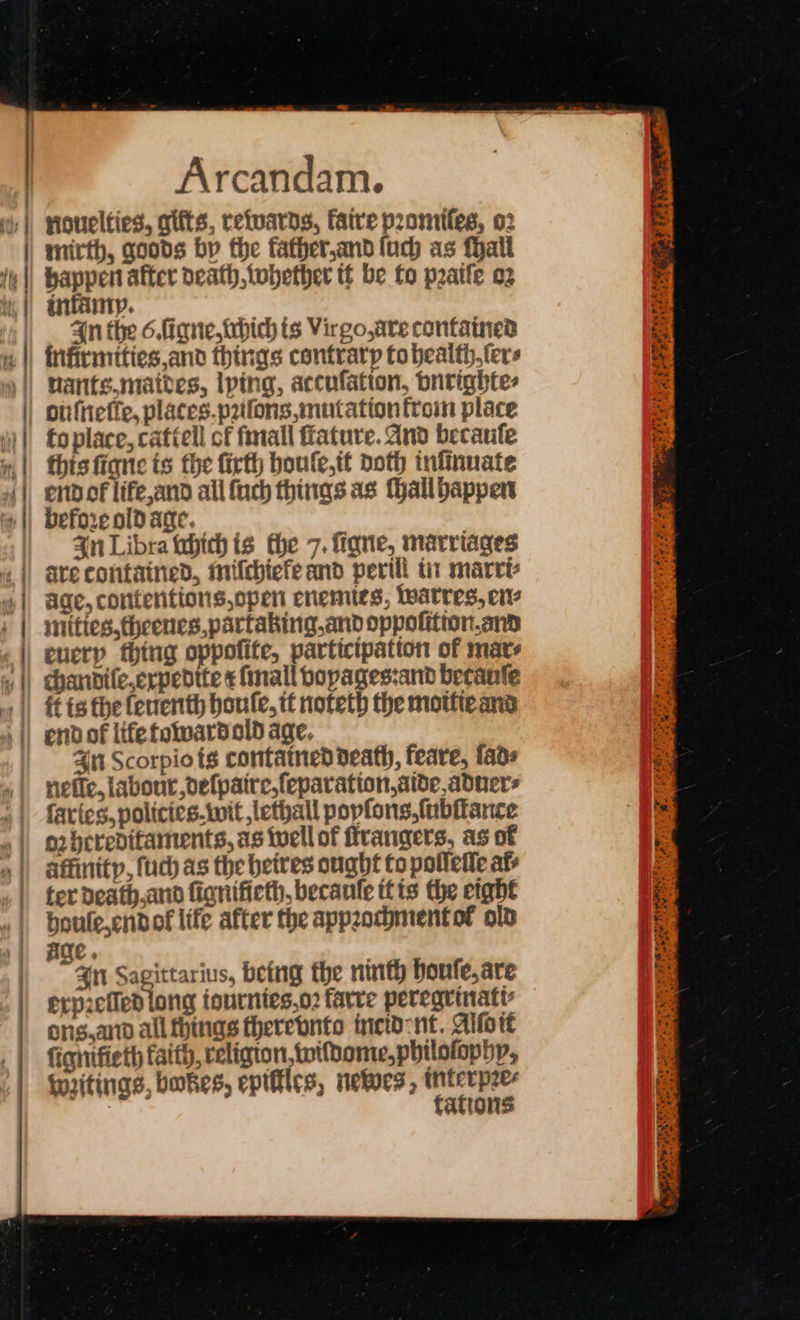 Arcandam.
nouelties, gifts, rewards, faire promises, or
mirth, goods by the father, and such as shall
happen after death, whether it be to praise or
infamy.
In the 6. signe, which is Virgo, are contained
infirmities, and things contrary to health, ser-
uants. maides, lying, accusation, vnrighte-
ousnesse, places. prisons, mutation from place
to place, cattell of small stature. And because
this signe is the sixth house, it doth insinuate
end of life, and all such things as shall happen
before old age.
In Libra which is the 7. signe, marriages
are contained, mischiefe and perill in marri-
age, contentions, open enemies, warres, en-
mities, theeues, partaking, and opposition, and
euery thing opposite, participation of mar-
chandise, expedite & small voyages: and because
it is the seuenth house, it noteth the moitie and
end of life toward old age.
In Scorpio is contained death, feare, sad-
nesse, labour, despaire, separation, aide, aduer-
saries, policies. wit, lethall poysons, substance
or hereditaments, as well of strangers, as of
affinity, such as the heires ought to possesse af-
ter death, and signifieth, because it is the eight
house, end of life after the approchment of old
age.
In Sagittarius, being the ninth house, are
expressed long iournies, or farre peregrinati-
ons, and all things therevnto incident. Also it
signifieth faith, religion, wisdome, philosophy,
writings, bookes, epistles, newes, interpre-
tations